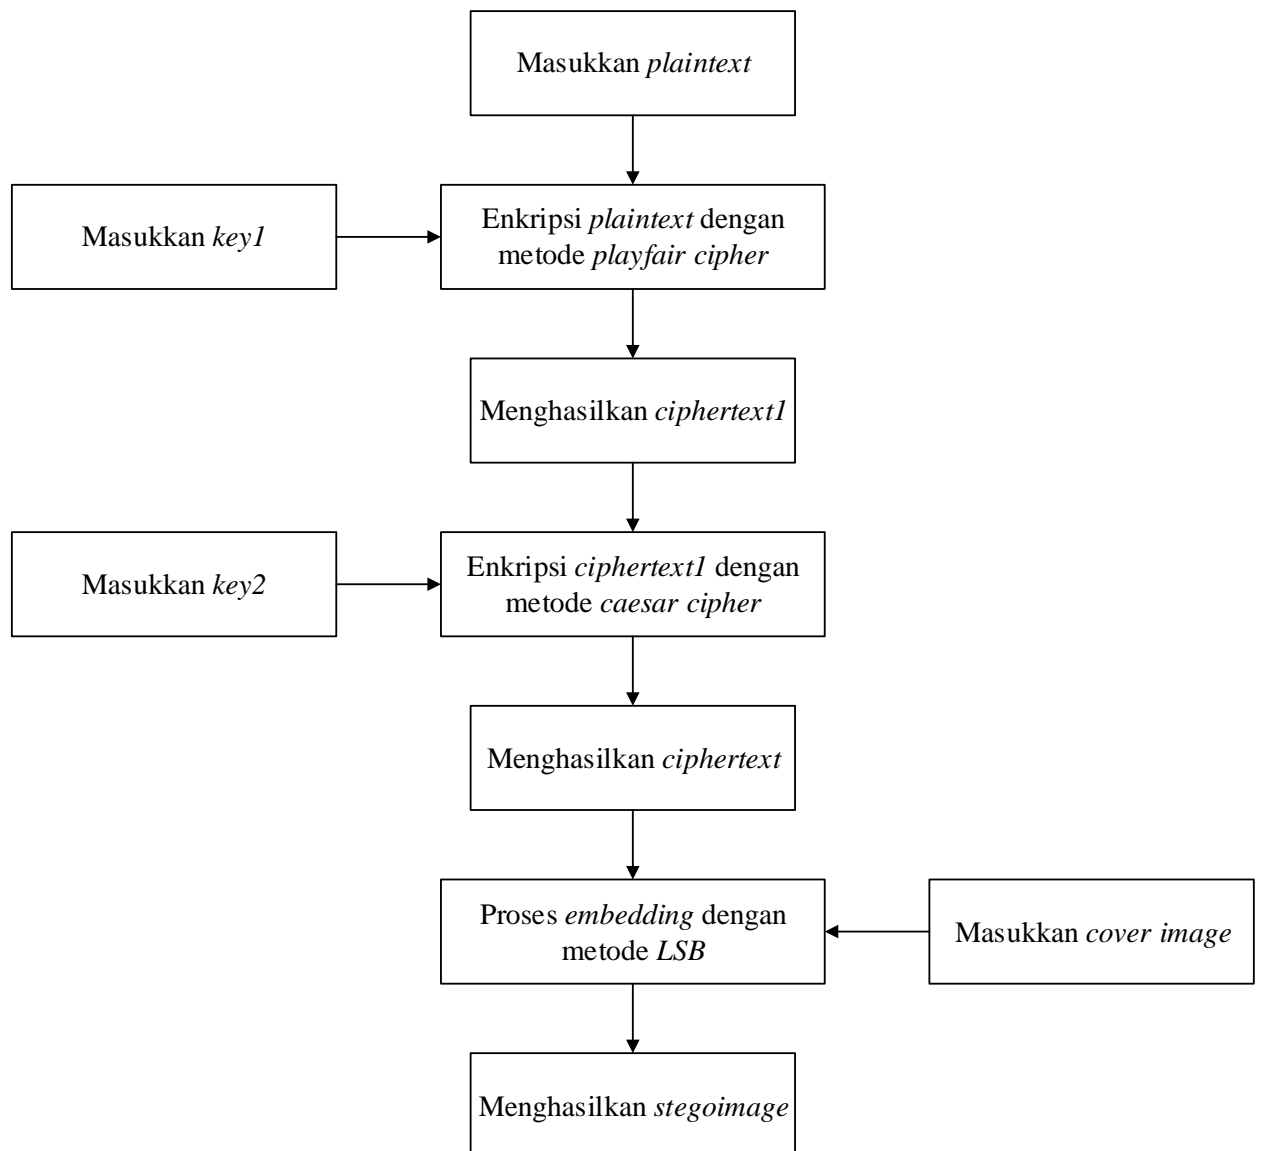 Masukkan plaintext
Masukkan key1
Enkripsi plaintext dengan
metode playfair cipher
Menghasilkan ciphertext1
Masukkan key2
Enkripsi ciphertext1 dengan
metode caesar cipher
Menghasilkan ciphertext
Proses embedding dengan
metode LSB
Masukkan cover image
Menghasilkan stegoimage